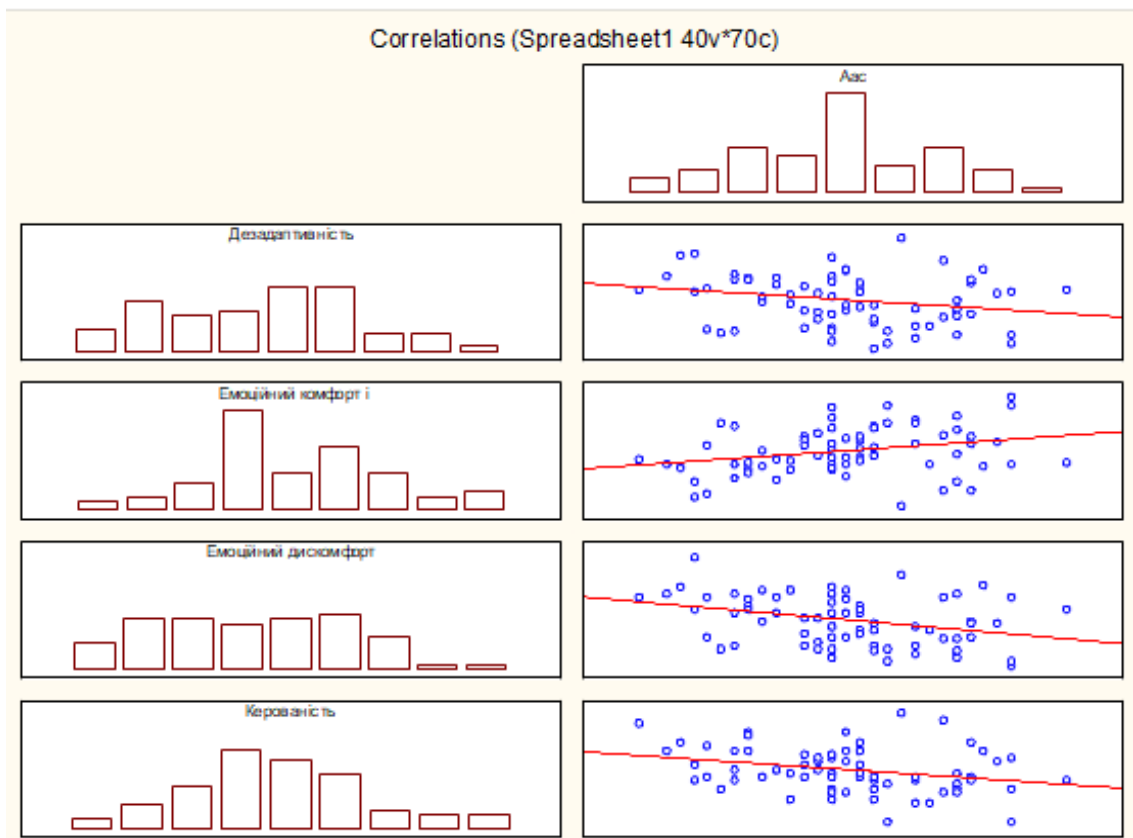 Correlations (Spreadsheet1 40v*70c)
Аас
Дезадаптивність
Емоційний комфорт і
Емоційний дискомфорт
Керованість